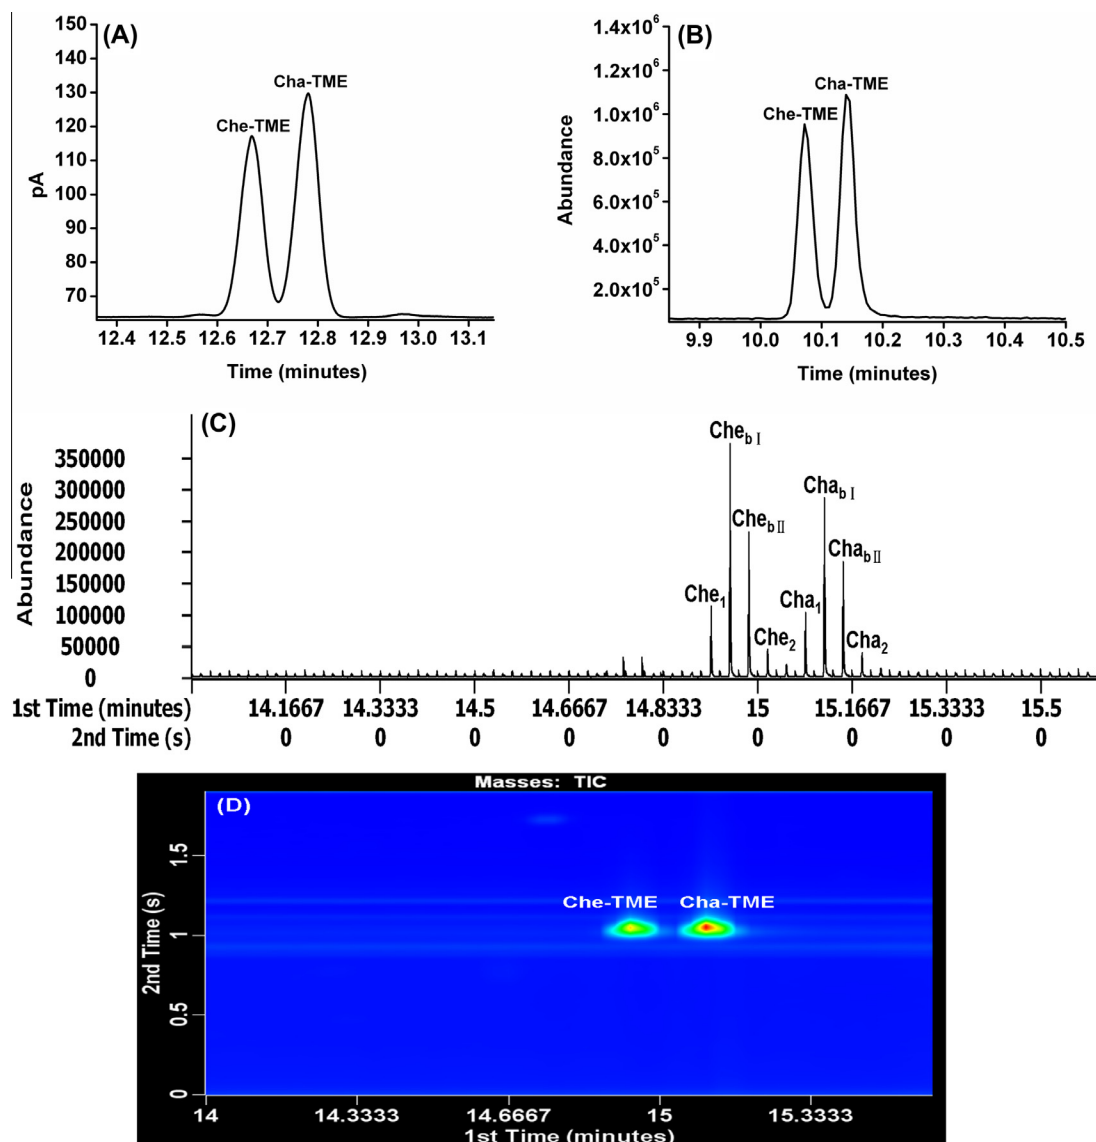 (A)
150
140
130
120
110
100
90
80
70
pA
Che-TME
Cha-TME
12.4 12.5 12.6 12.7 12.8 12.9 13.0 13.1
Time (minutes)
(B)
1.4x10⁶
1.2x10⁶
1.0x10⁶
8.0x10⁵
6.0x10⁵
4.0x10⁵
2.0x10⁵
Abundance
Che-TME
Cha-TME
9.9 10.0 10.1 10.2 10.3 10.4 10.5
Time (minutes)
(C)
Abundance
350000
300000
250000
200000
150000
100000
50000
0
Che₁
Che_b Ⅰ
Che_b Ⅱ
Che₂
Cha₁
Cha_b Ⅰ
Cha_b Ⅱ
Cha₂
1st Time (minutes) 14.1667 14.3333 14.5 14.6667 14.8333 15 15.1667 15.3333 15.5
2nd Time (s) 0 0 0 0 0 0 0 0 0
Masses: TIC
(D)
2nd Time (s)
1.5
1
0.5
0
Che-TME Cha-TME
14 14.3333 14.6667 15 15.3333
1st Time (minutes)